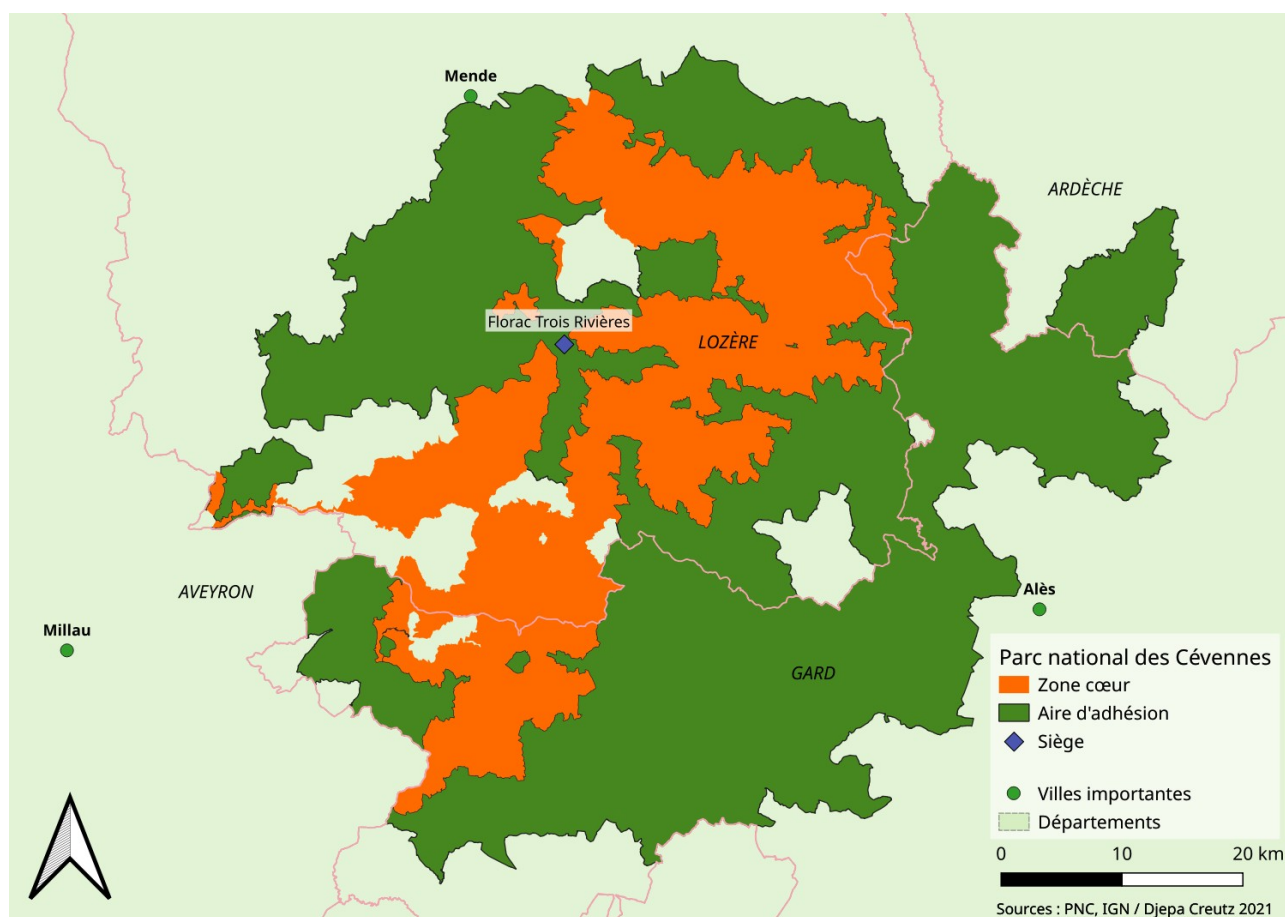 Mende
ARDÈCHE
Florac Trois Rivières
LOZÈRE
AVEYRON
Alès
Millau
GARD
Parc national des Cévennes
Zone cœur
Aire d'adhésion
Siège
Villes importantes
Départements
0 10 20 km
Sources : PNC, IGN / Djepa Creutz 2021